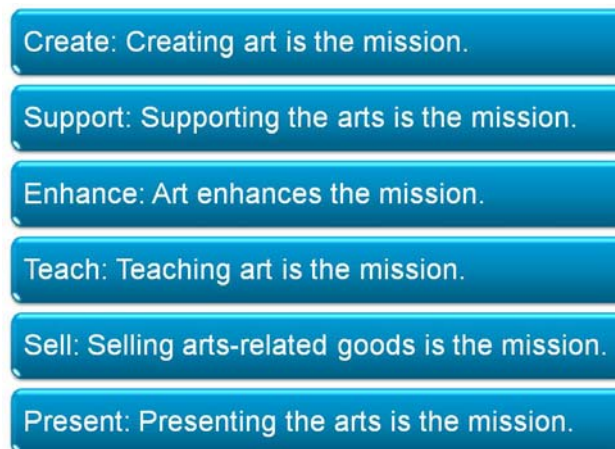 Create: Creating art is the mission.
Support: Supporting the arts is the mission.
Enhance: Art enhances the mission.
Teach: Teaching art is the mission.
Sell: Selling arts-related goods is the mission.
Present: Presenting the arts is the mission.